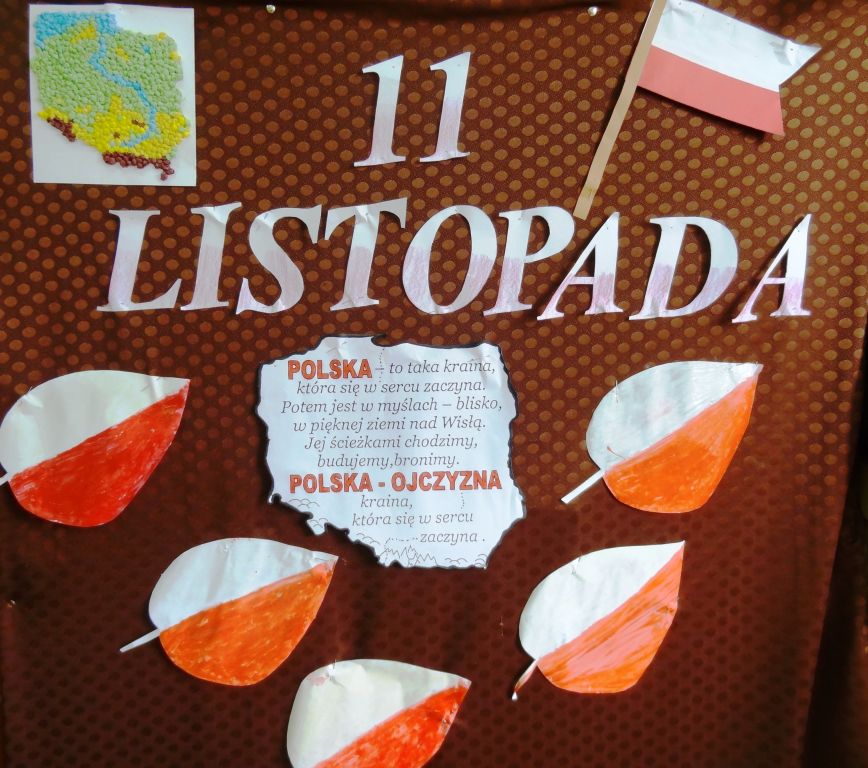 11
LISTOPADA
POLSKA – to taka kraina,
która się w sercu zaczyna.
Potem jest w myślach – blisko,
w pięknej ziemi nad Wisłą.
Jej ścieżkami chodzimy,
budujemy,bronimy.
POLSKA - OJCZYZNA
kraina,
która się w sercu
zaczyna .